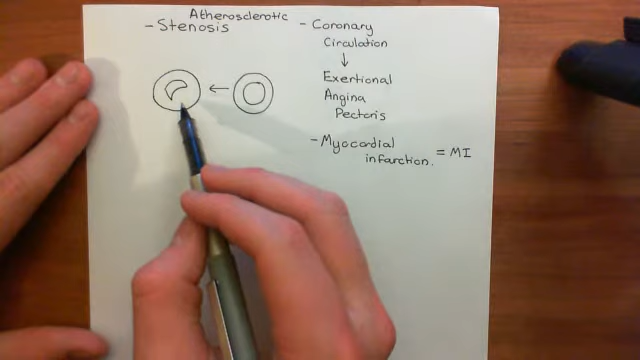 Atherosclerotic
- Stenosis
- Coronary
Circulation
↓
Exertional
Angina
Pectoris
- Myocardial
infarction. = MI